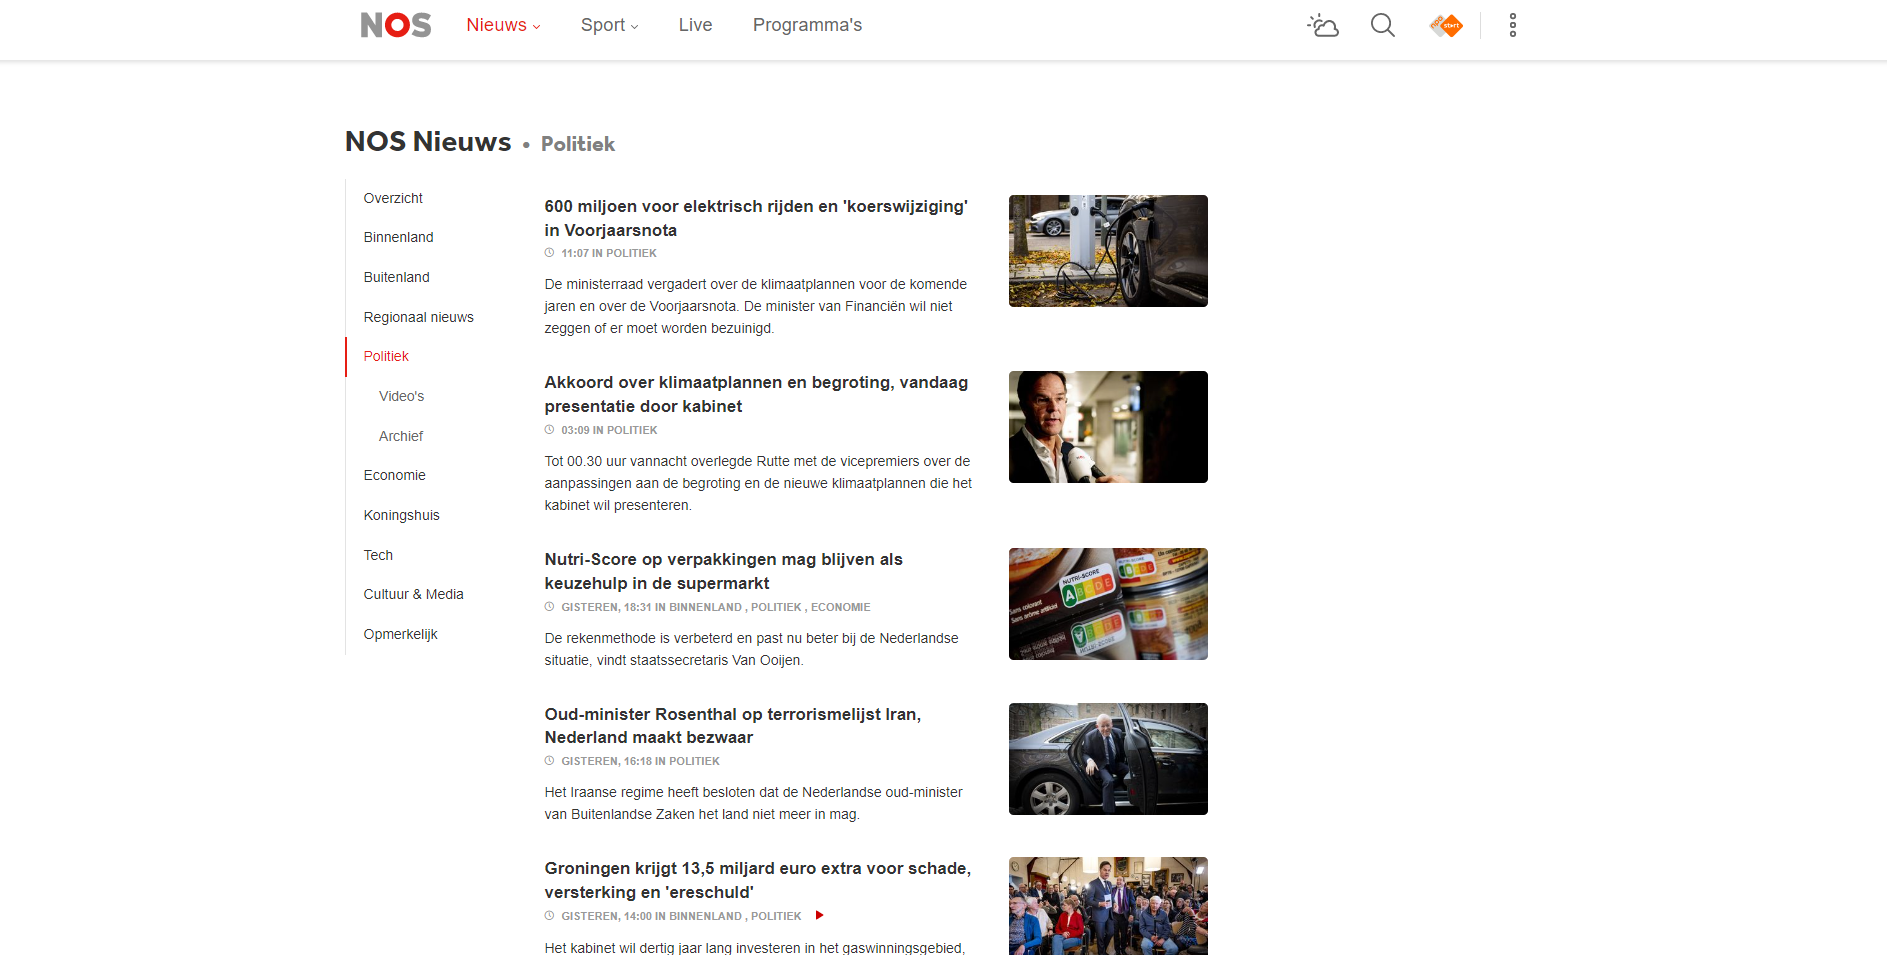 NOS Nieuws Sport Live Programma's
start
NOS Nieuws • Politiek
Overzicht
Binnenland
Buitenland
Regionaal nieuws
Politiek
Video's
Archief
Economie
Koningshuis
Tech
Cultuur & Media
Opmerkelijk
600 miljoen voor elektrisch rijden en 'koerswijziging'
in Voorjaarsnota
11:07 IN POLITIEK
De ministerraad vergadert over de klimaatplannen voor de komende
jaren en over de Voorjaarsnota. De minister van Financiën wil niet
zeggen of er moet worden bezuinigd.
Akkoord over klimaatplannen en begroting, vandaag
presentatie door kabinet
03:09 IN POLITIEK
Tot 00.30 uur vannacht overlegde Rutte met de vicepremiers over de
aanpassingen aan de begroting en de nieuwe klimaatplannen die het
kabinet wil presenteren.
Nutri-Score op verpakkingen mag blijven als
keuzehulp in de supermarkt
GISTEREN, 18:31 IN BINNENLAND , POLITIEK , ECONOMIE
De rekenmethode is verbeterd en past nu beter bij de Nederlandse
situatie, vindt staatssecretaris Van Ooijen.
NUTRI-SCORE
ABCDE
Sans colorant
Sans arôme artificiel
Oud-minister Rosenthal op terrorismelijst Iran,
Nederland maakt bezwaar
GISTEREN, 16:18 IN POLITIEK
Het Iraanse regime heeft besloten dat de Nederlandse oud-minister
van Buitenlandse Zaken het land niet meer in mag.
Groningen krijgt 13,5 miljard euro extra voor schade,
versterking en 'ereschuld'
GISTEREN, 14:00 IN BINNENLAND , POLITIEK
Het kabinet wil dertig jaar lang investeren in het gaswinningsgebied,